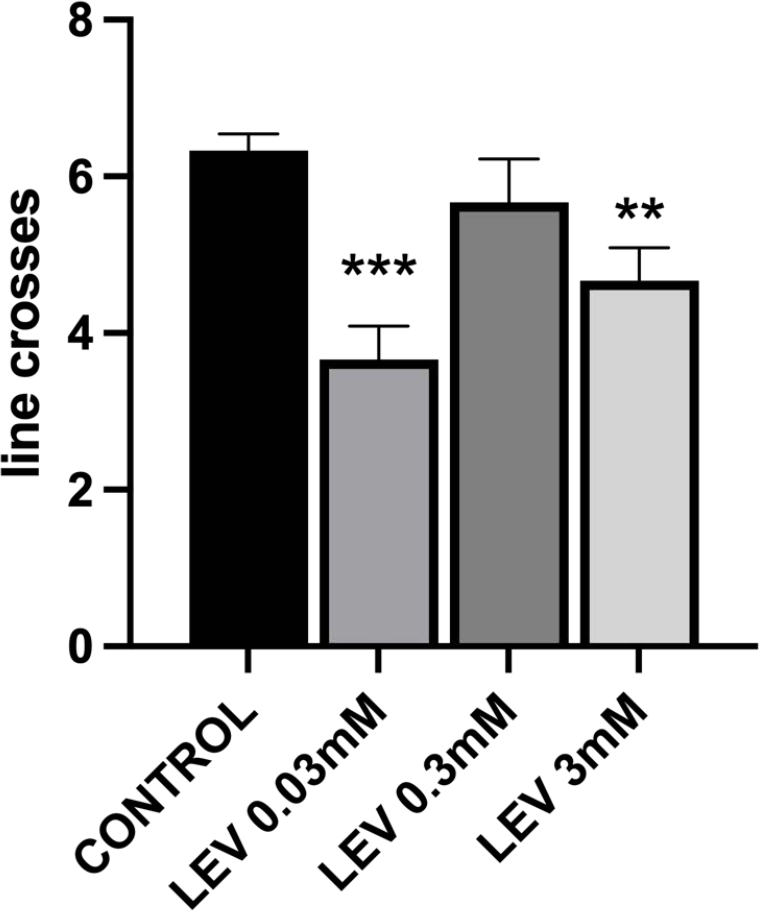 line crosses
8
6
4
2
0
***
**
CONTROL
LEV 0.03mM
LEV 0.3mM
LEV 3mM